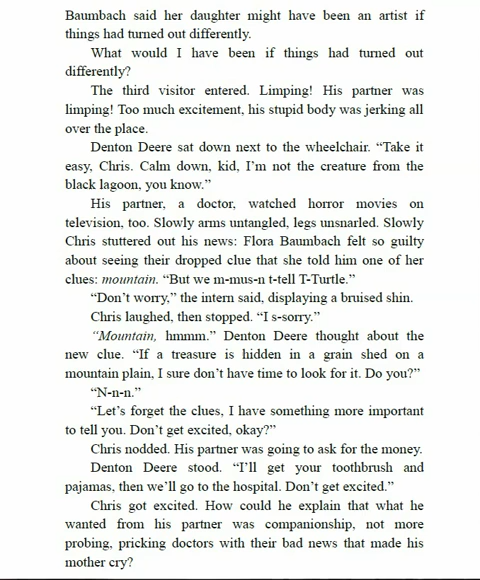 Baumbach said her daughter might have been an artist if
things had turned out differently.
What would I have been if things had turned out
differently?
The third visitor entered. Limping! His partner was
limping! Too much excitement, his stupid body was jerking all
over the place.
Denton Deere sat down next to the wheelchair. “Take it
easy, Chris. Calm down, kid, I’m not the creature from the
black lagoon, you know.”
His partner, a doctor, watched horror movies on
television, too. Slowly arms untangled, legs unsnarled. Slowly
Chris stuttered out his news: Flora Baumbach felt so guilty
about seeing their dropped clue that she told him one of her
clues: mountain. “But we m-mus-n t-tell T-Turtle.”
“Don’t worry,” the intern said, displaying a bruised shin.
Chris laughed, then stopped. “I s-sorry.”
“Mountain, hmmm.” Denton Deere thought about the
new clue. “If a treasure is hidden in a grain shed on a
mountain plain, I sure don’t have time to look for it. Do you?”
“N-n-n.”
“Let’s forget the clues, I have something more important
to tell you. Don’t get excited, okay?”
Chris nodded. His partner was going to ask for the money.
Denton Deere stood. “I’ll get your toothbrush and
pajamas, then we’ll go to the hospital. Don’t get excited.”
Chris got excited. How could he explain that what he
wanted from his partner was companionship, not more
probing, pricking doctors with their bad news that made his
mother cry?